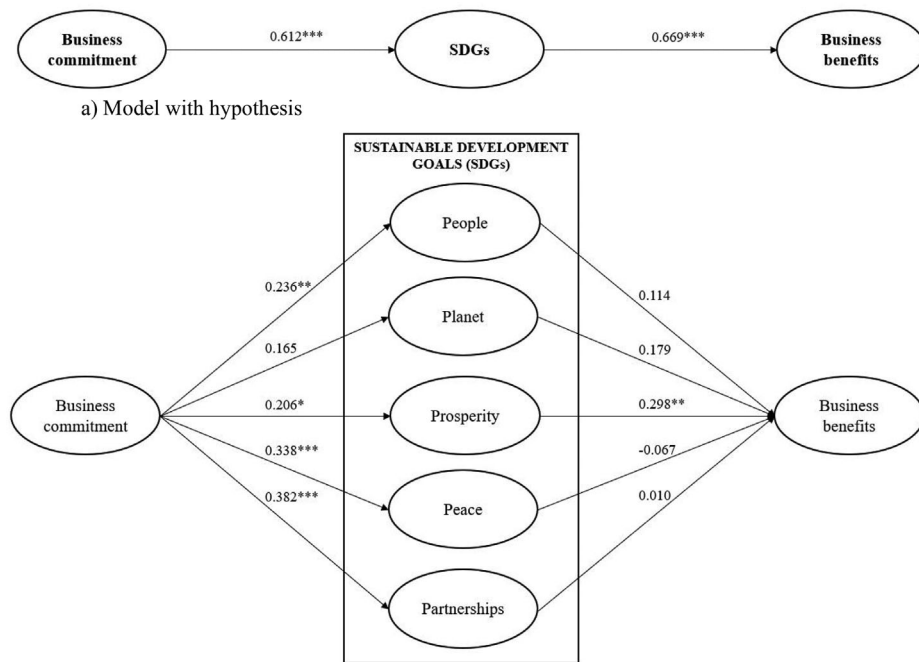 Business
commitment
0.612***
SDGs
0.669***
Business
benefits
a) Model with hypothesis
SUSTAINABLE DEVELOPMENT
GOALS (SDGs)
People
0.236**
0.114
Planet
0.165
0.179
Business
commitment
0.206*
Prosperity
0.298**
Business
benefits
0.338***
-0.067
Peace
0.382***
0.010
Partnerships